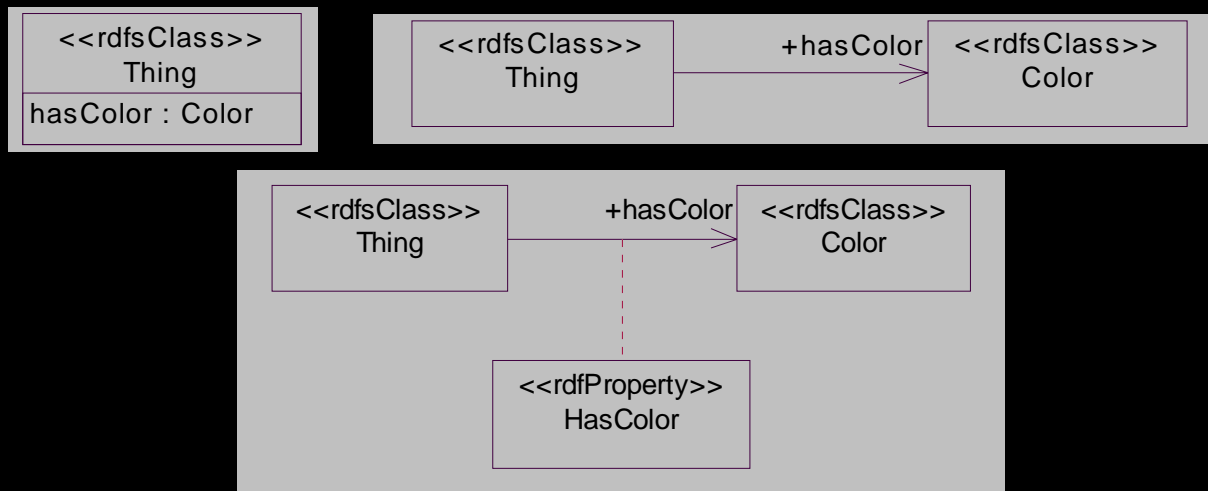 <<rdfsClass>>
Thing
hasColor : Color
<<rdfsClass>>
Thing
+hasColor
<<rdfsClass>>
Color
<<rdfsClass>>
Thing
+hasColor
<<rdfsClass>>
Color
<<rdfProperty>>
HasColor